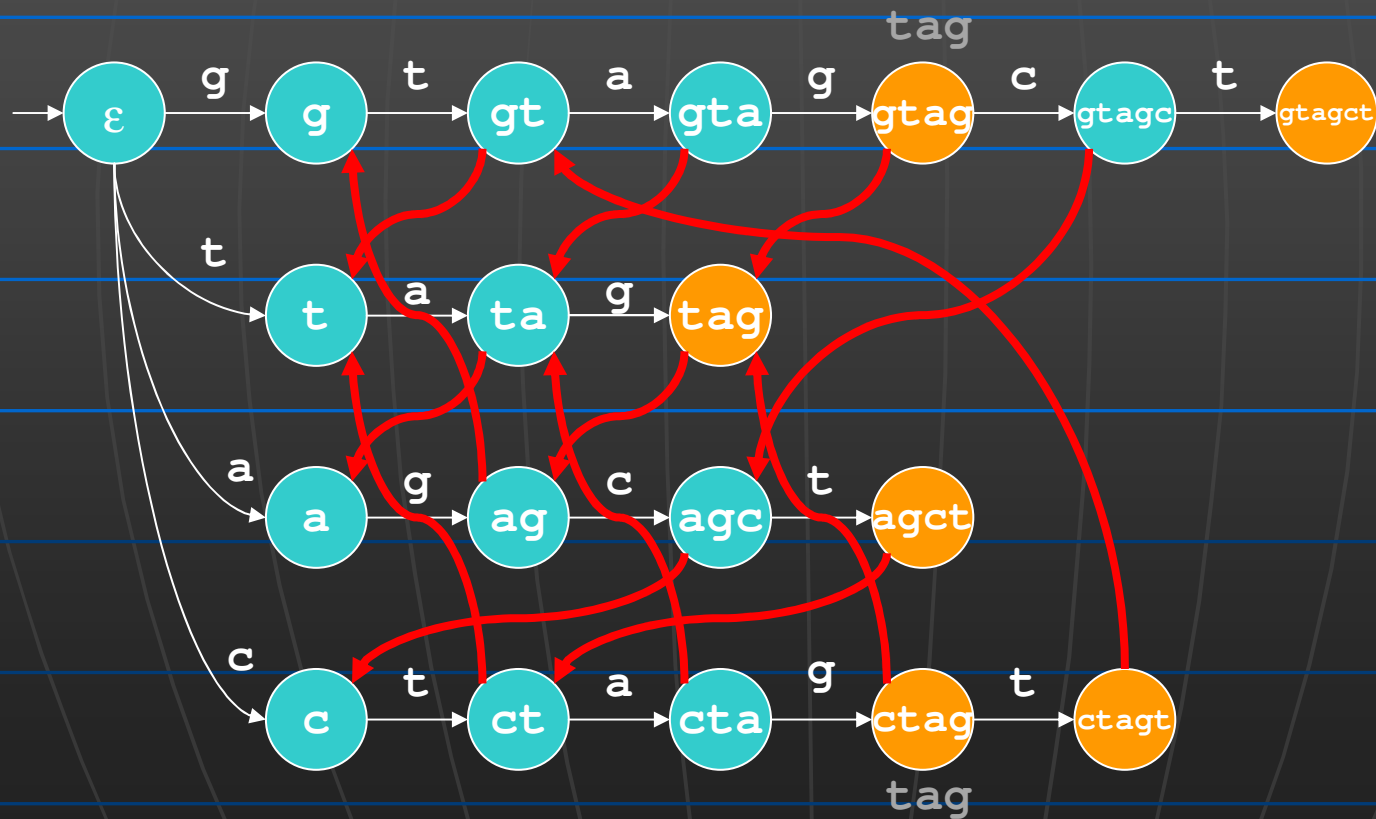 tag
g t a g c t
ε g gt gta gtag gtagc gtagct
t
a g
t ta tag
a g c t
a ag agc agct
c t a g t
c ct cta ctag ctagt
tag